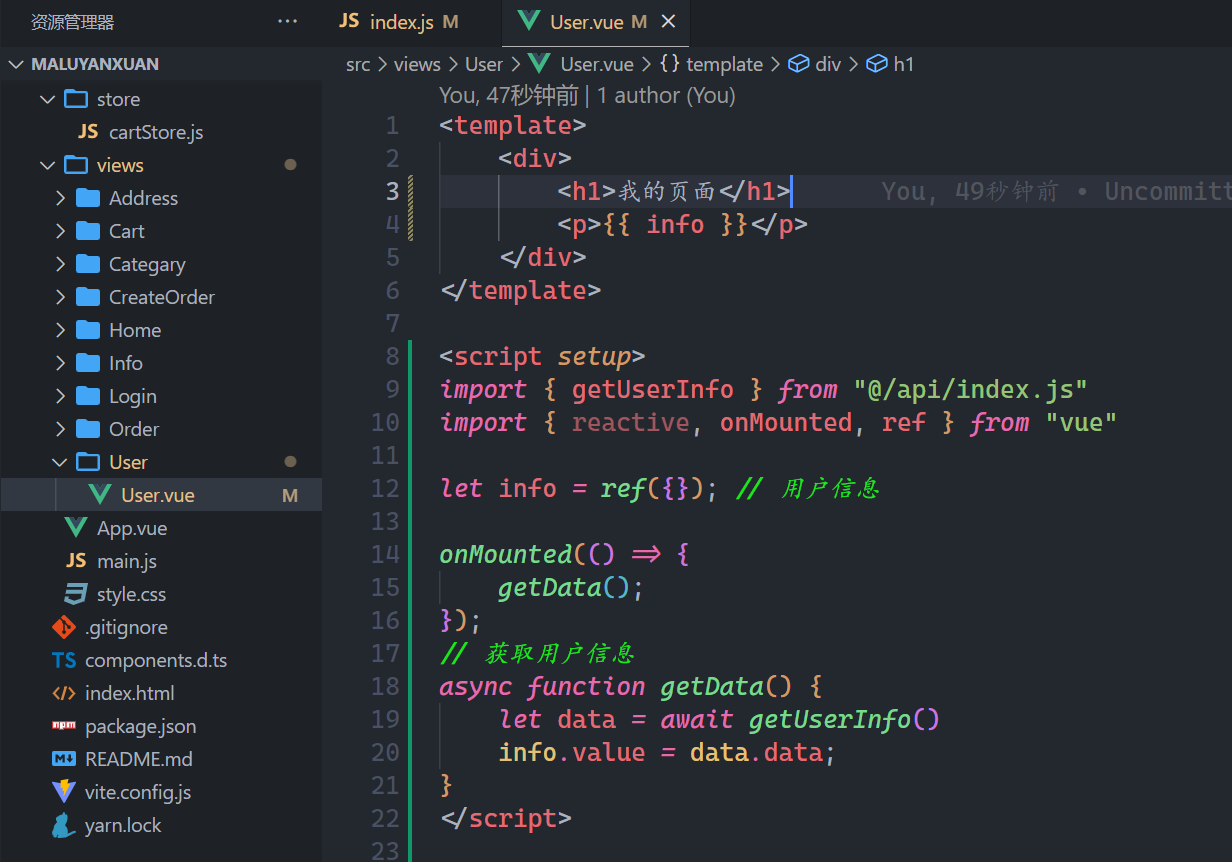 资源管理器 ···
JS index.js M
User.vue M ×
MALUYANXUAN
src > views > User > User.vue > {} template > div > h1
store
JS cartStore.js
views
Address
Cart
Categary
CreateOrder
Home
Info
Login
Order
User
User.vue M
App.vue
JS main.js
style.css
.gitignore
TS components.d.ts
index.html
npm package.json
README.md
vite.config.js
yarn.lock
You, 47秒钟前 | 1 author (You)
1 <template>
2 <div>
3 <h1>我的页面</h1> You, 49秒钟前 • Uncommitt
4 <p>{{ info }}</p>
5 </div>
6 </template>
7
8 <script setup>
9 import { getUserInfo } from "@/api/index.js"
10 import { reactive, onMounted, ref } from "vue"
11
12 let info = ref({}); // 用户信息
13
14 onMounted(() => {
15 getData();
16 });
17 // 获取用户信息
18 async function getData() {
19 let data = await getUserInfo()
20 info.value = data.data;
21 }
22 </script>
23